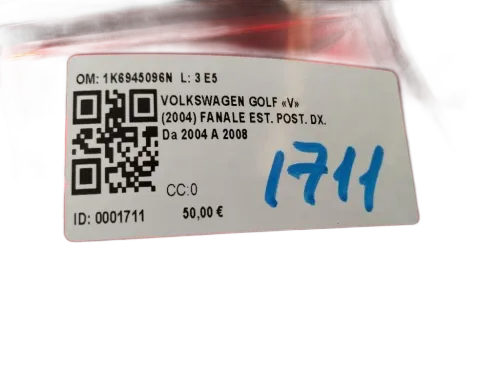 OM: 1K6945096N L: 3 E5
VOLKSWAGEN GOLF «V»
(2004) FANALE EST. POST. DX.
Da 2004 A 2008
1711
CC:0
ID: 0001711 50,00 €